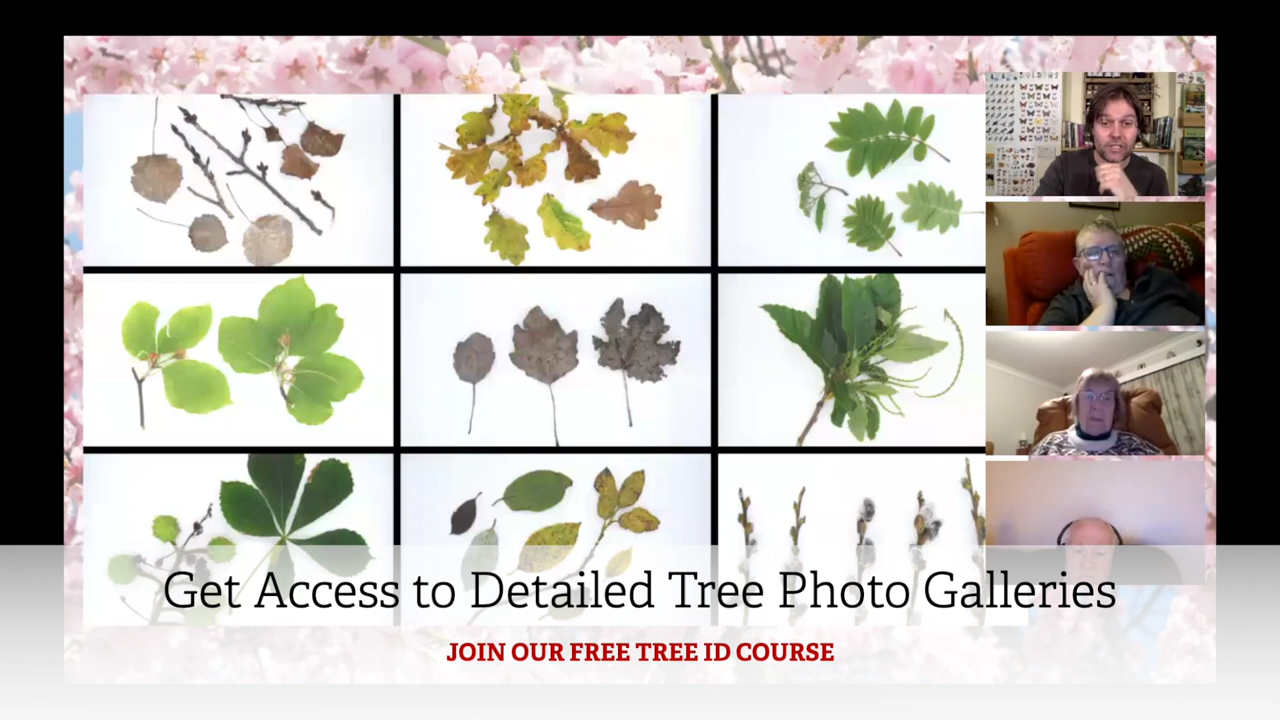 Get Access to Detailed Tree Photo Galleries
JOIN OUR FREE TREE ID COURSE